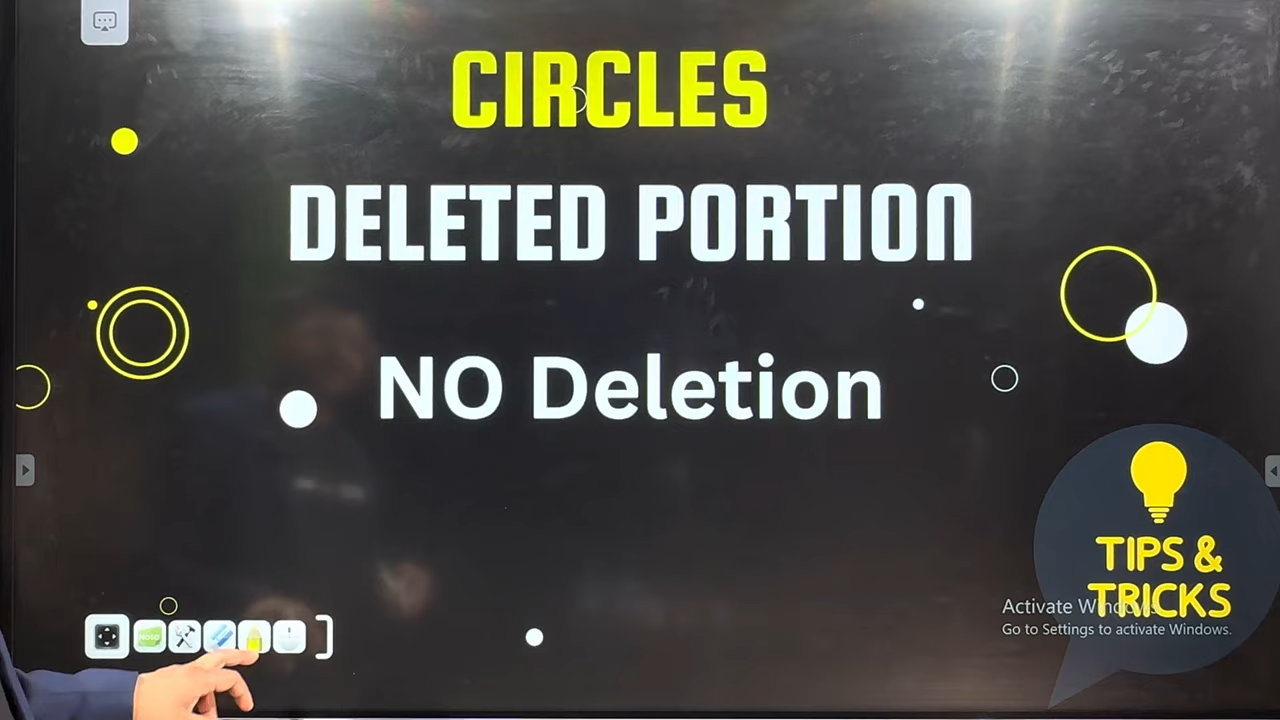 CIRCLES
DELETED PORTION
NO Deletion
TIPS &
TRICKS
Activate Windows
Go to Settings to activate Windows.